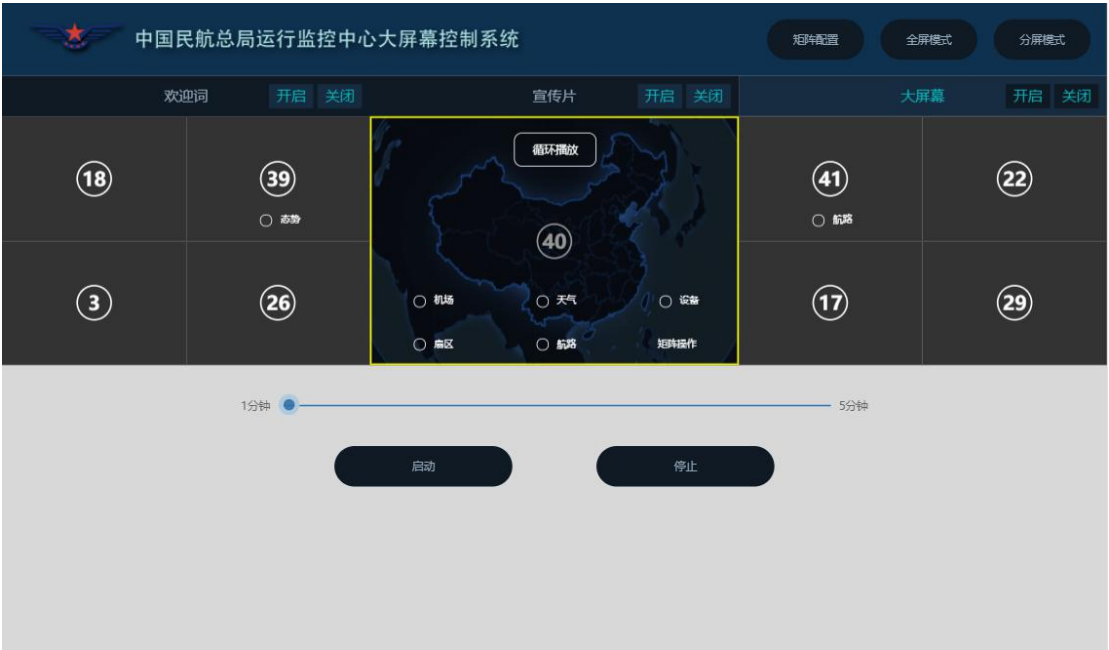 中国民航总局运行监控中心大屏幕控制系统 矩阵配置 全屏模式 分屏模式
欢迎词 开启 关闭 宣传片 开启 关闭 大屏幕 开启 关闭
循环播放
18 39 41 22
态势 航路
40
3 26 机场 天气 设备 17 29
扇区 航路 矩阵操作
1分钟 5分钟
启动 停止